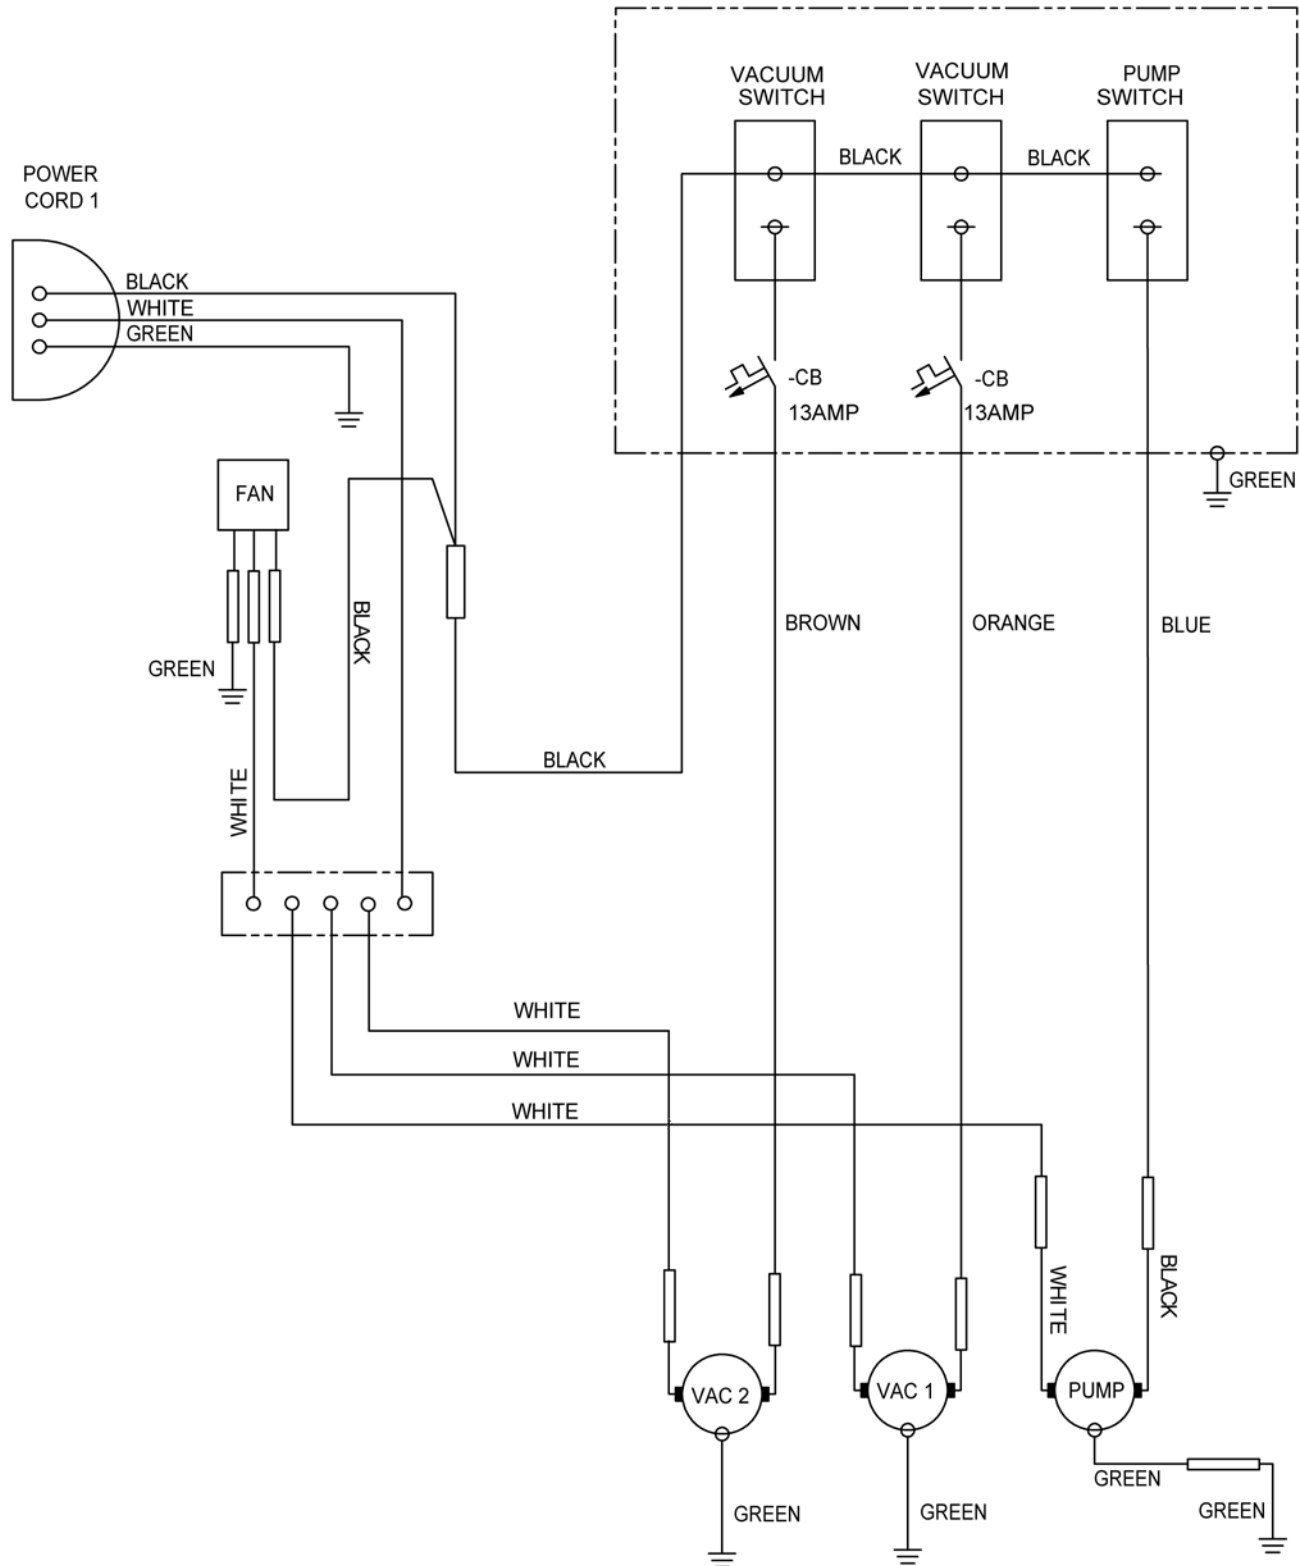 VACUUM
SWITCH
VACUUM
SWITCH
PUMP
SWITCH
BLACK
BLACK
POWER
CORD 1
BLACK
WHITE
GREEN
-CB
13AMP
-CB
13AMP
GREEN
FAN
BLACK
GREEN
BROWN
ORANGE
BLUE
WHITE
BLACK
WHITE
WHITE
WHITE
WHITE
BLACK
VAC 2
VAC 1
PUMP
GREEN
GREEN
GREEN
GREEN